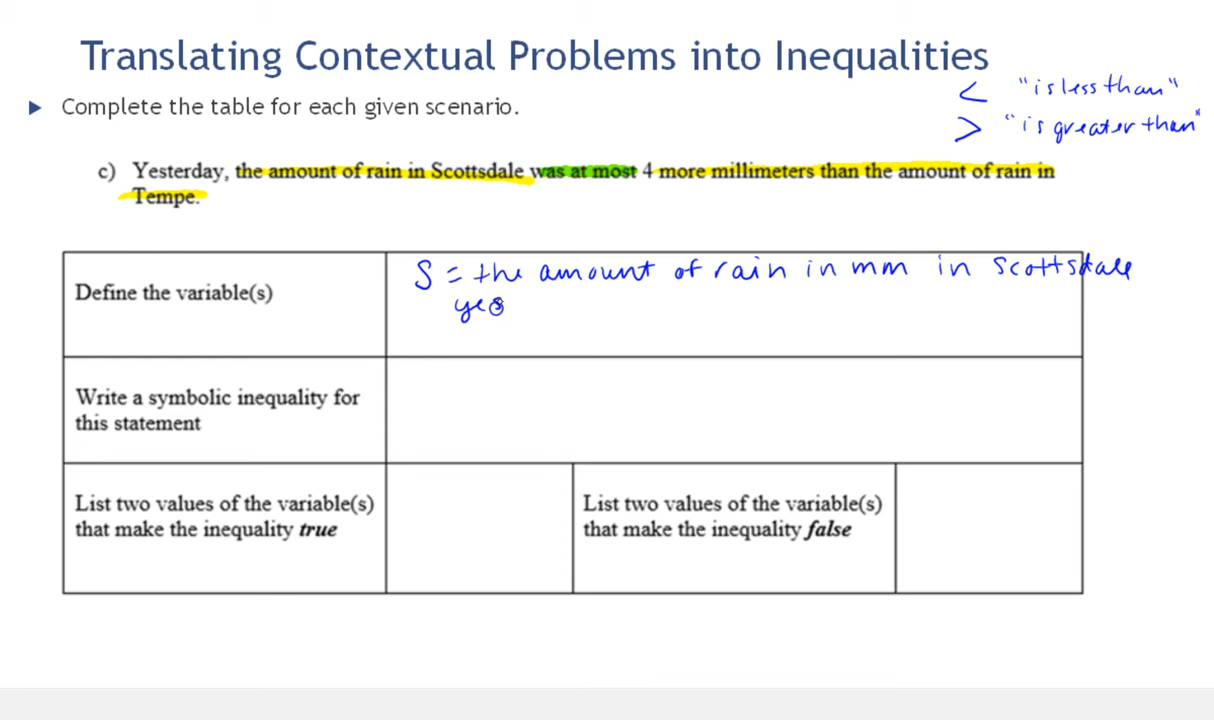 Translating Contextual Problems into Inequalities
< "is less than"
Complete the table for each given scenario.
> "is greater than"
c) Yesterday, the amount of rain in Scottsdale was at most 4 more millimeters than the amount of rain in
Tempe.
S = the amount of rain in mm in Scottsdale
yes
Define the variable(s)
Write a symbolic inequality for
this statement
List two values of the variable(s)
that make the inequality true
List two values of the variable(s)
that make the inequality false